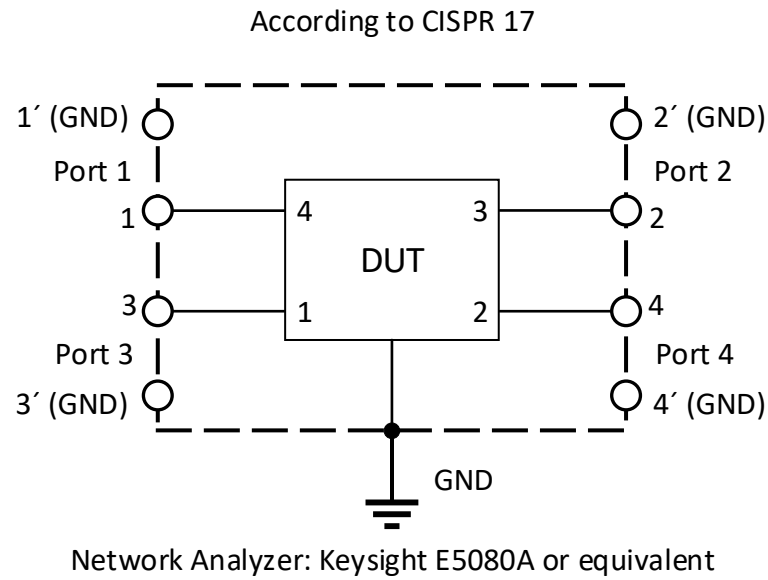 According to CISPR 17
1´ (GND) 2´ (GND)
Port 1 Port 2
4 3
1 2
DUT
3 4
1 2
Port 3 Port 4
3´ (GND) 4´ (GND)
GND
Network Analyzer: Keysight E5080A or equivalent